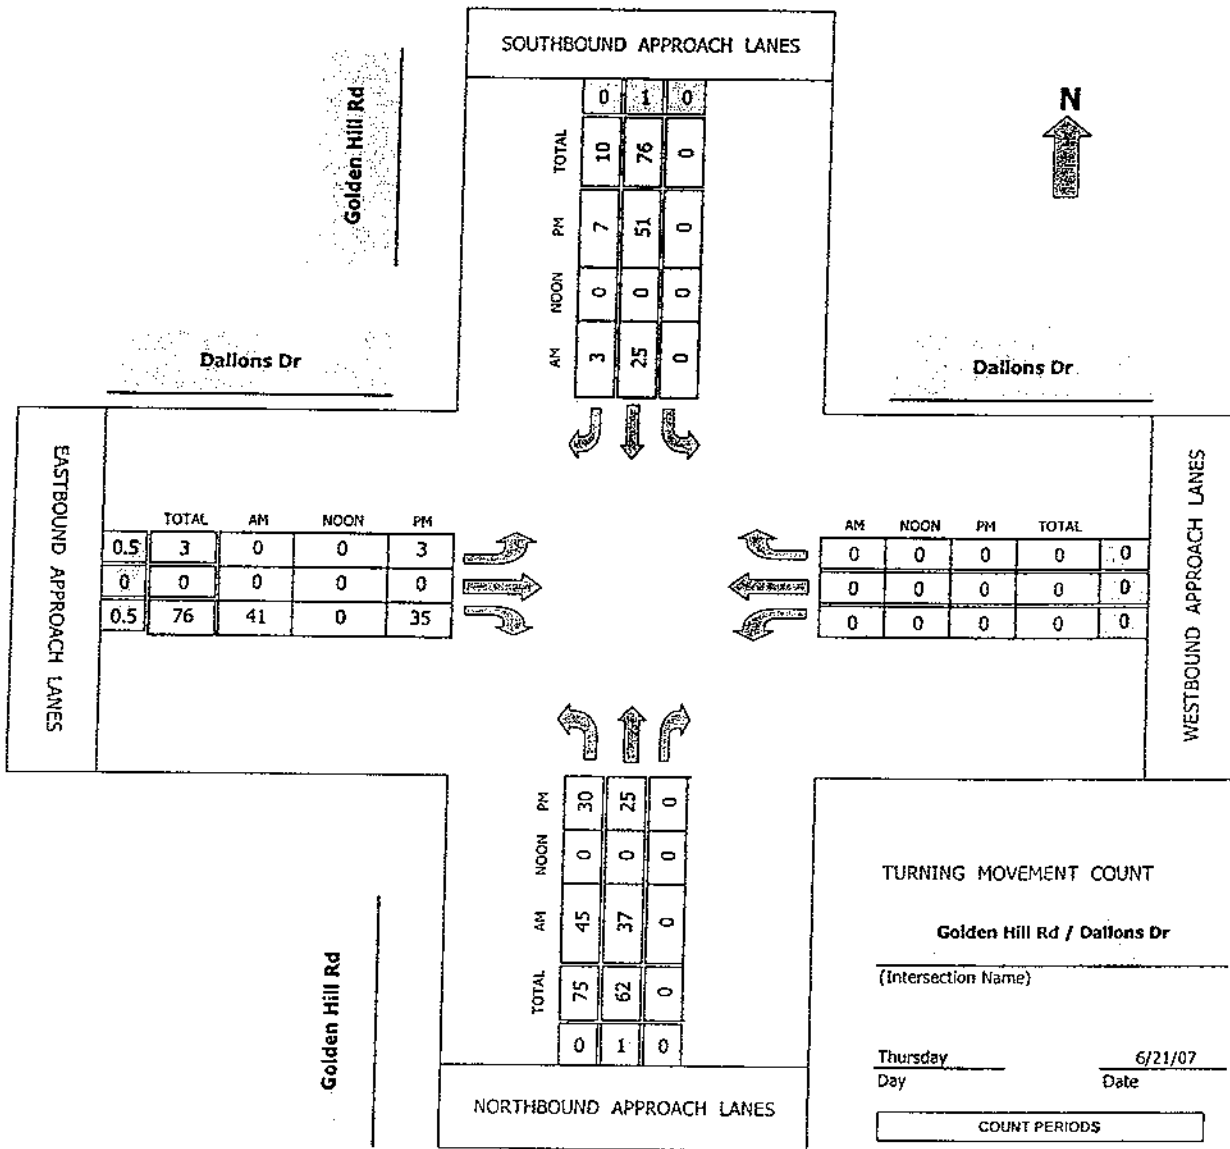 SOUTHBOUND APPROACH LANES
0 1 0
TOTAL 10 76 0
PM 7 51 0
NOON 0 0 0
AM 3 25 0
Golden Hill Rd
N
Dallons Dr
Dallons Dr
EASTBOUND APPROACH LANES
TOTAL AM NOON PM
0.5 3 0 0 3
0 0 0 0 0
0.5 76 41 0 35
AM NOON PM TOTAL
0 0 0 0 0
0 0 0 0 0
0 0 0 0 0
WESTBOUND APPROACH LANES
PM 30 25 0
NOON 0 0 0
AM 45 37 0
TOTAL 75 62 0
0 1 0
NORTHBOUND APPROACH LANES
Golden Hill Rd
TURNING MOVEMENT COUNT
Golden Hill Rd / Dallons Dr
(Intersection Name)
Thursday 6/21/07
Day Date
COUNT PERIODS